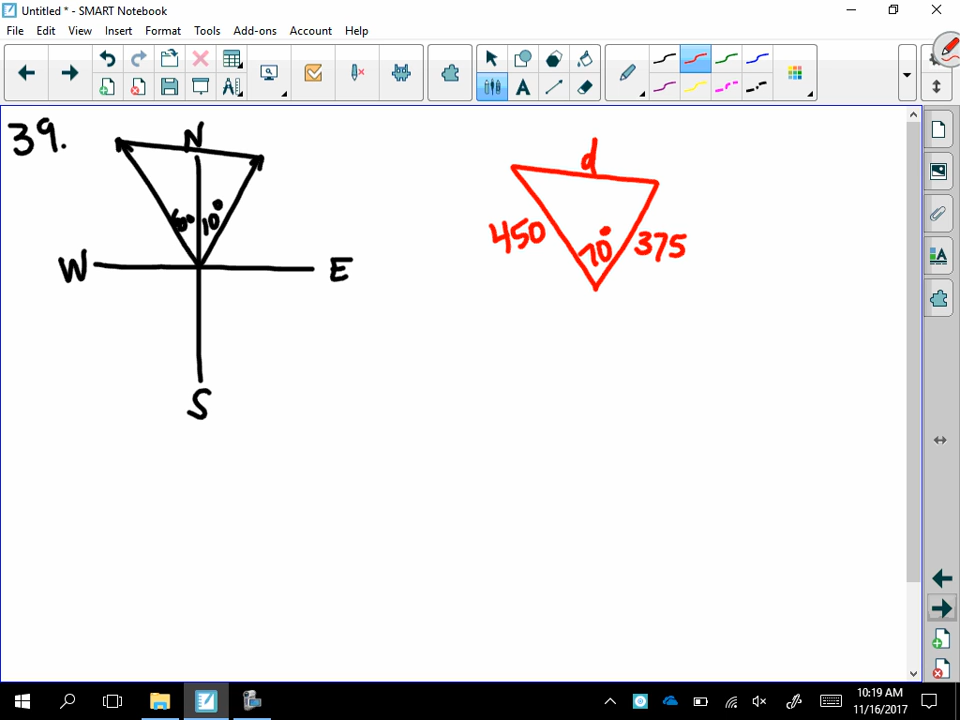 Untitled * - SMART Notebook
File Edit View Insert Format Tools Add-ons Account Help
39.
N
60° 10°
W E
S
d
450 70° 375
10:19 AM
11/16/2017